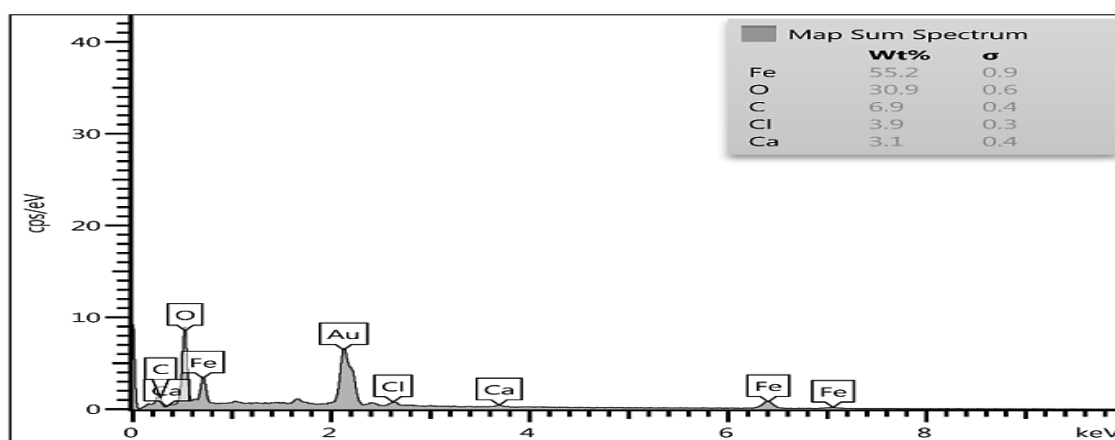 Map Sum Spectrum
Wt% σ
Fe 55.2 0.9
O 30.9 0.6
C 6.9 0.4
Cl 3.9 0.3
Ca 3.1 0.4
40
30
20
10
0
cps/eV
O
C
Ca
Fe
Au
Cl
Ca
Fe
Fe
0 2 4 6 8 keV